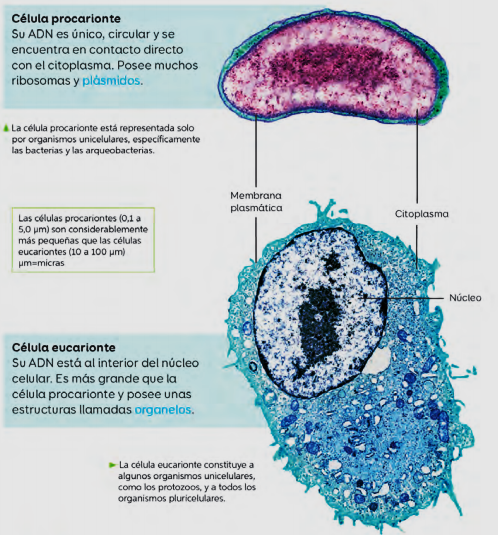 Célula procarionte
Su ADN es único, circular y se
encuentra en contacto directo
con el citoplasma. Posee muchos
ribosomas y plásmidos.
La célula procarionte está representada solo
por organismos unicelulares, específicamente
las bacterias y las arqueobacterias.
Membrana
plasmática
Citoplasma
Las células procariontes (0,1 a
5,0 μm) son considerablemente
más pequeñas que las células
eucariontes (10 a 100 μm)
μm=micras
Núcleo
Célula eucarionte
Su ADN está al interior del núcleo
celular. Es más grande que la
célula procarionte y posee unas
estructuras llamadas organelos.
La célula eucarionte constituye a
algunos organismos unicelulares,
como los protozoos, y a todos los
organismos pluricelulares.